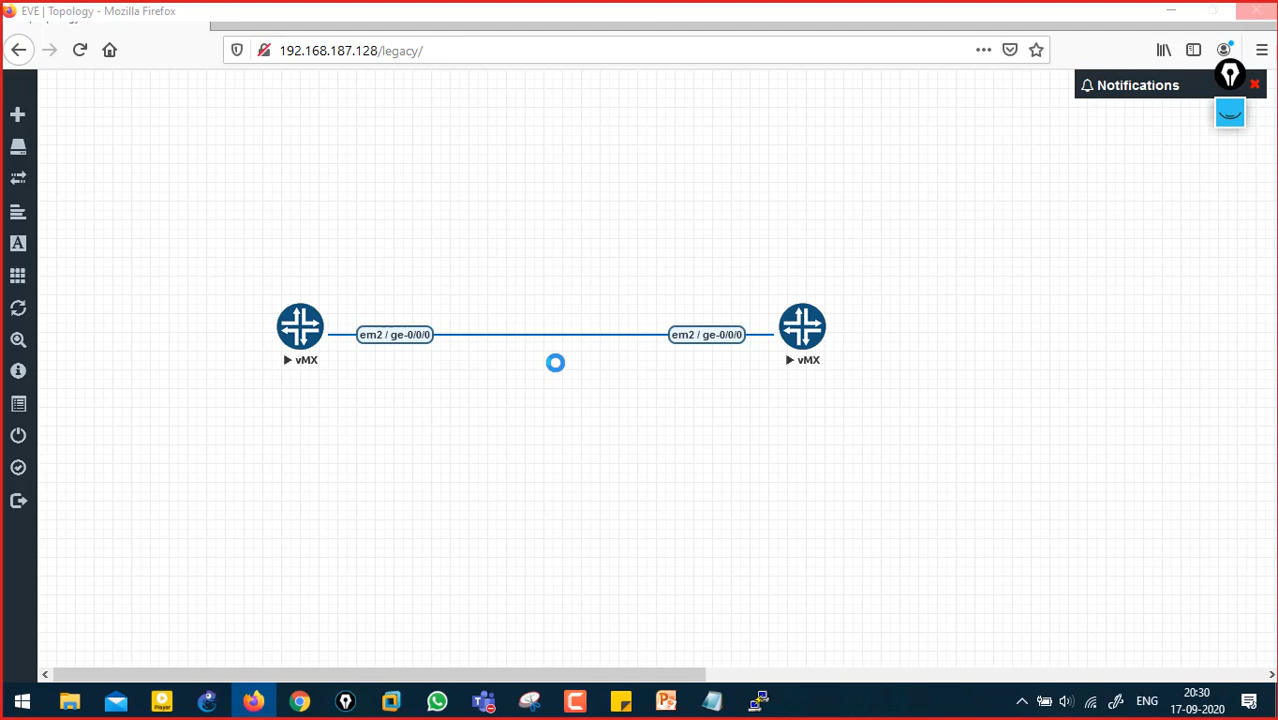 EVE | Topology - Mozilla Firefox
192.168.187.128/legacy/
Notifications
em2 / ge-0/0/0
em2 / ge-0/0/0
vMX
vMX
A
Player
ENG
20:30
17-09-2020